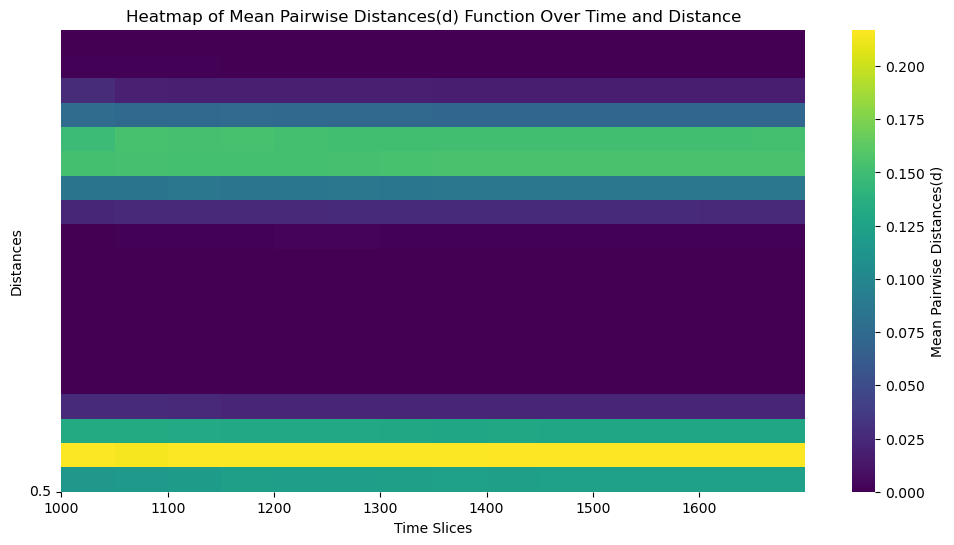 Heatmap of Mean Pairwise Distances(d) Function Over Time and Distance
Distances
0.5
1000 1100 1200 1300 1400 1500 1600
Time Slices
0.200
0.175
0.150
0.125
0.100
0.075
0.050
0.025
0.000
Mean Pairwise Distances(d)